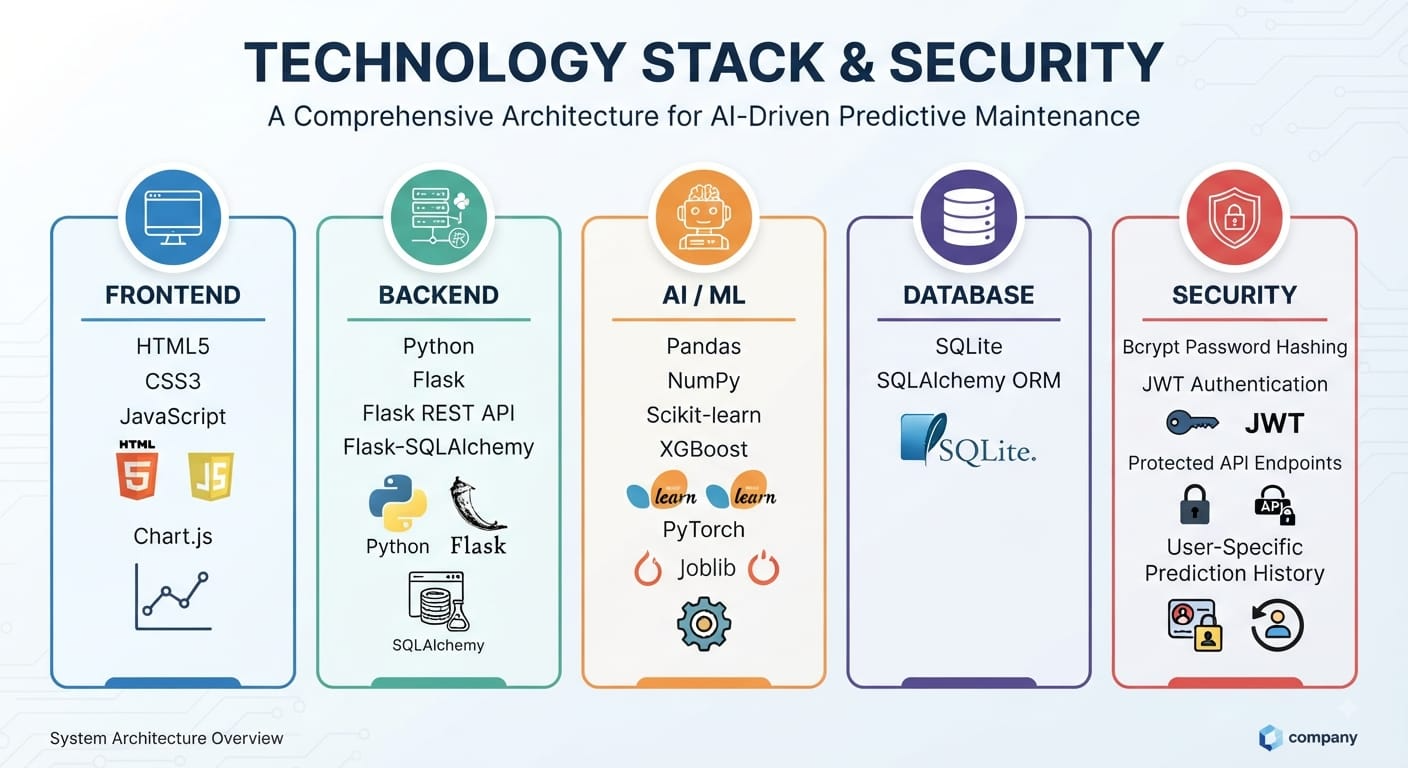 TECHNOLOGY STACK & SECURITY
A Comprehensive Architecture for AI-Driven Predictive Maintenance
FRONTEND
HTML5
CSS3
JavaScript
HTML
5
JS
Chart.js
BACKEND
Python
Flask
Flask REST API
Flask-SQLAlchemy
Python
Flask
SQLAlchemy
AI / ML
Pandas
NumPy
Scikit-learn
XGBoost
learn
learn
PyTorch
Joblib
DATABASE
SQLite
SQLAlchemy ORM
SQLite.
SECURITY
Bcrypt Password Hashing
JWT Authentication
JWT
Protected API Endpoints
API
User-Specific
Prediction History
System Architecture Overview
company